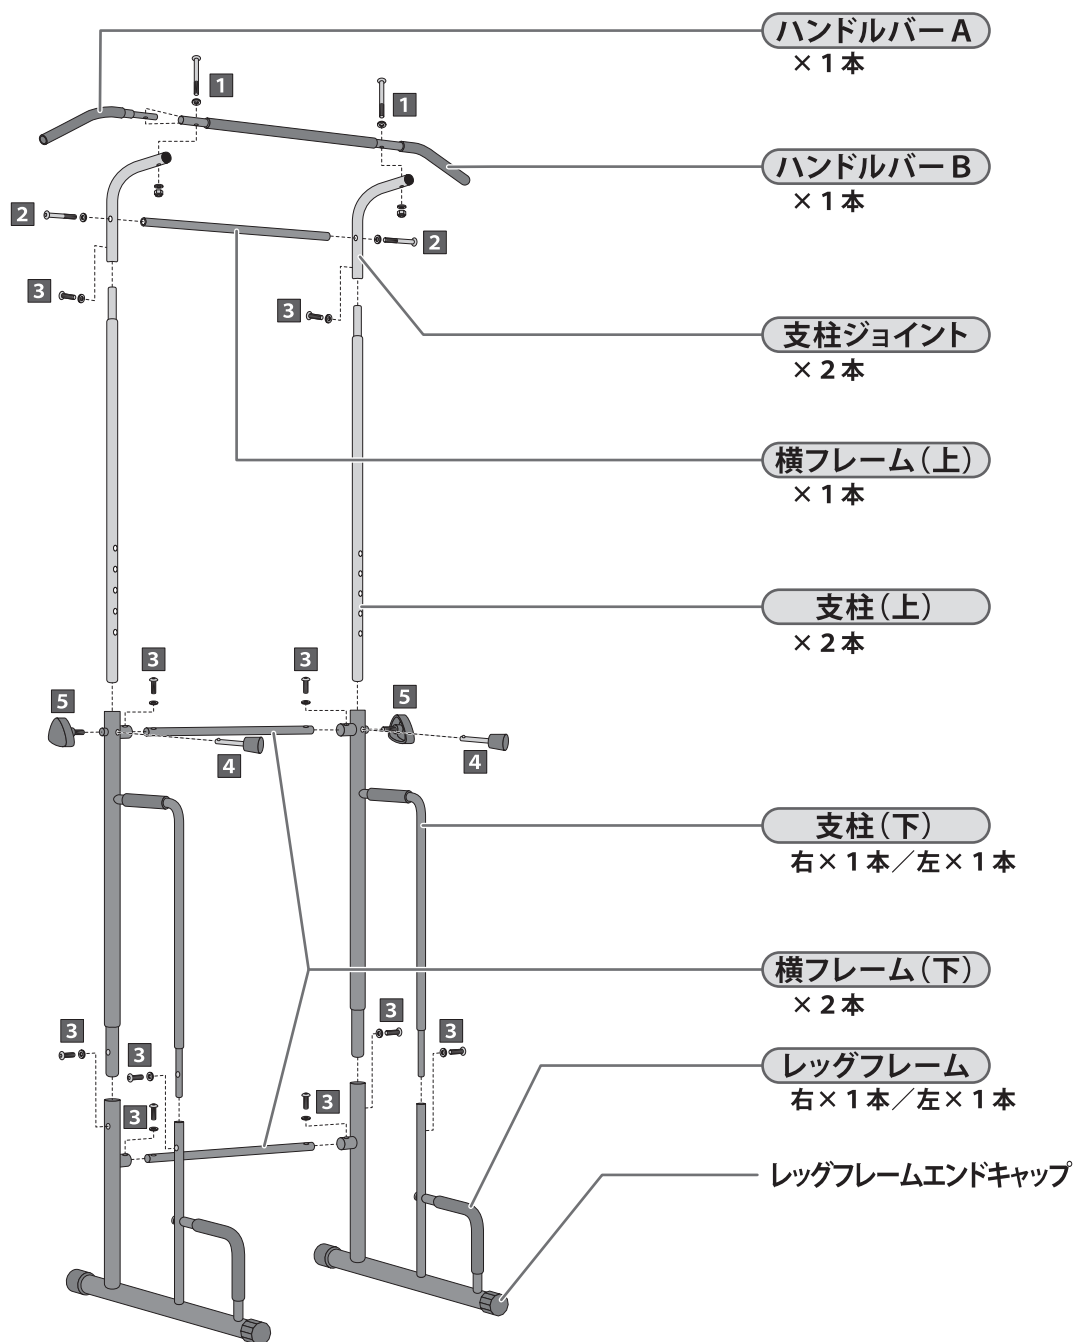 ハンドルバー A
× 1 本
1
1
ハンドルバー B
× 1 本
2
2
3
3
支柱ジョイント
× 2 本
横フレーム（上）
× 1 本
支柱（上）
× 2 本
3
3
5
5
4
4
支柱（下）
右 × 1 本／左 × 1 本
横フレーム（下）
× 2 本
3
3
3
3
レッグフレーム
右 × 1 本／左 × 1 本
3
3
レッグフレームエンドキャップ